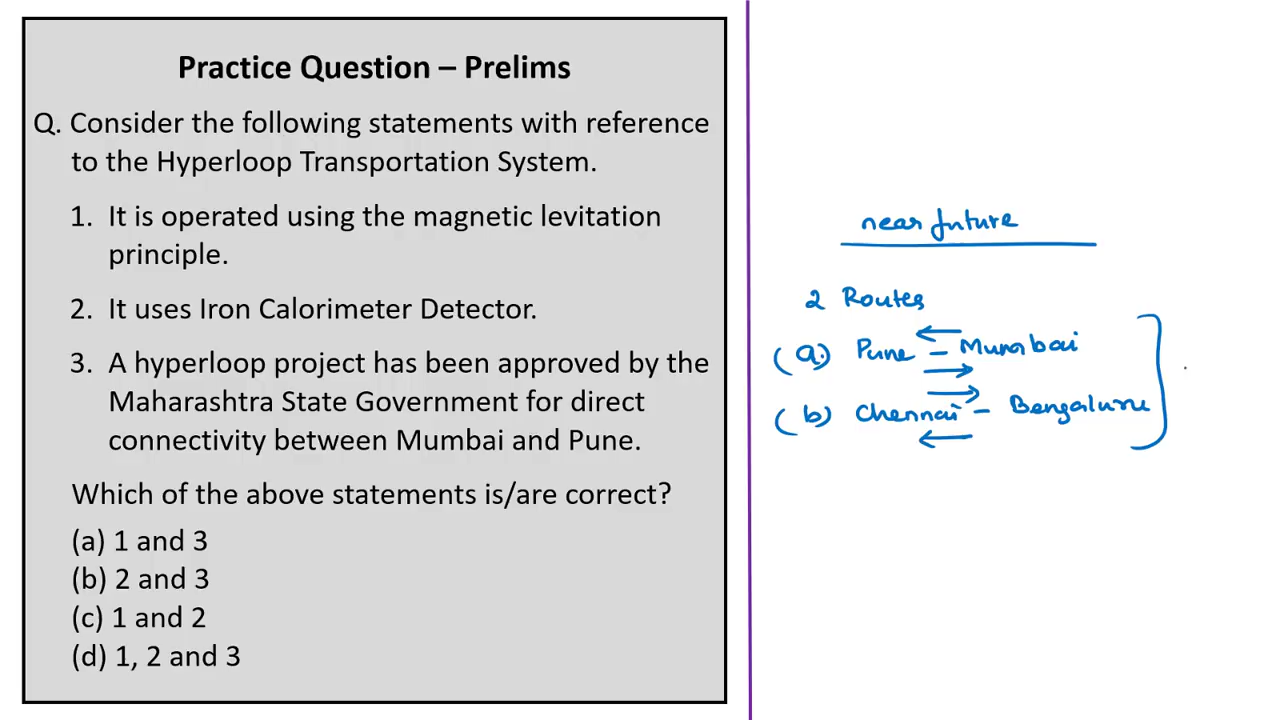 Practice Question – Prelims
Q. Consider the following statements with reference
to the Hyperloop Transportation System.
1. It is operated using the magnetic levitation
principle.
2. It uses Iron Calorimeter Detector.
3. A hyperloop project has been approved by the
Maharashtra State Government for direct
connectivity between Mumbai and Pune.
Which of the above statements is/are correct?
(a) 1 and 3
(b) 2 and 3
(c) 1 and 2
(d) 1, 2 and 3
near future
2 Routes
(a) Pune – Mumbai
(b) Chennai – Bengaluru